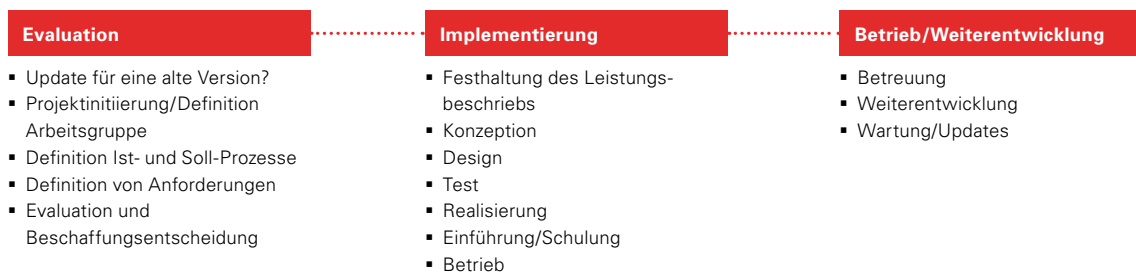 Evaluation
▪ Update für eine alte Version?
▪ Projektinitiierung/Definition
Arbeitsgruppe
▪ Definition Ist- und Soll-Prozesse
▪ Definition von Anforderungen
▪ Evaluation und
Beschaffungsentscheidung
Implementierung
▪ Festhaltung des Leistungs-
beschriebs
▪ Konzeption
▪ Design
▪ Test
▪ Realisierung
▪ Einführung/Schulung
▪ Betrieb
Betrieb/Weiterentwicklung
▪ Betreuung
▪ Weiterentwicklung
▪ Wartung/Updates